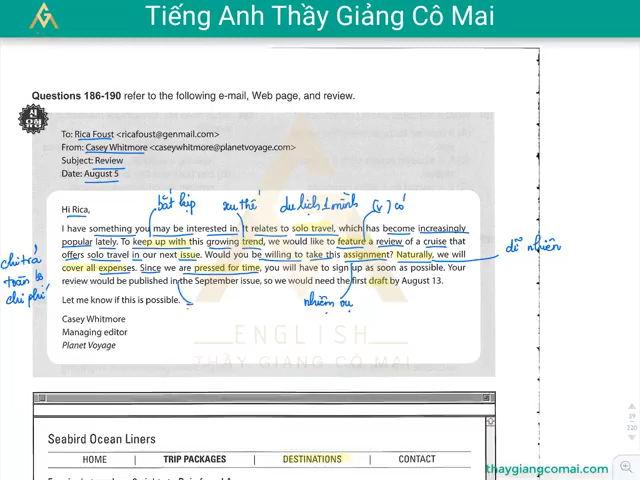 Tiếng Anh Thầy Giảng Cô Mai
Questions 186-190 refer to the following e-mail, Web page, and review.
To: Rica Foust <ricafoust@genmail.com>
From: Casey Whitmore <caseywhitmore@planetvoyage.com>
Subject: Review
Date: August 5
bắt kịp
xu thế
du lịch 1 mình
(v) có
Hi Rica,
I have something you may be interested in. It relates to solo travel, which has become increasingly
popular lately. To keep up with this growing trend, we would like to feature a review of a cruise that
offers solo travel in our next issue. Would you be willing to take this assignment? Naturally, we will
cover all expenses. Since we are pressed for time, you will have to sign up as soon as possible. Your
review would be published in the September issue, so we would need the first draft by August 13.
dĩ nhiên
chi trả
toàn bộ
chi phí
Let me know if this is possible.
nhiệm vụ
Casey Whitmore
Managing editor
Planet Voyage
ENGLISH
THẦY GIẢNG CÔ MAI
Seabird Ocean Liners
HOME TRIP PACKAGES DESTINATIONS CONTACT
39
220
thaygiangcomai.com